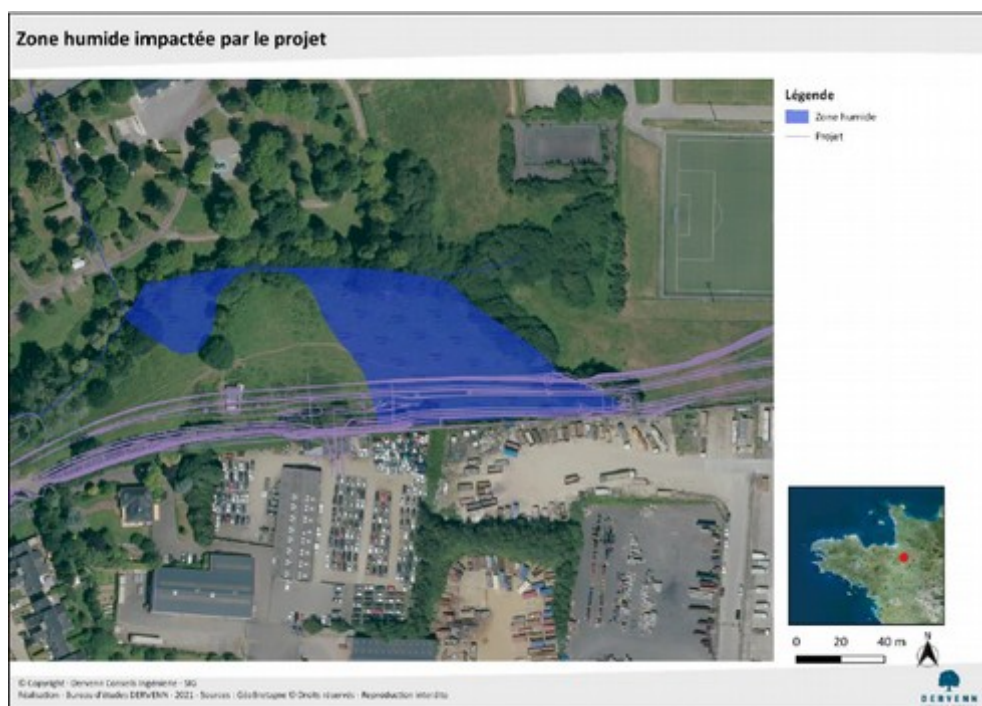 Zone humide impactée par le projet
Légende
Zone humide
Projet
0 20 40 m
N
© Copyright - Dervenn Conseils Ingénierie - SIG
Réalisation - Bureau d'études DERVENN - 2021 - Sources : GéoBretagne © Droits réservés - Reproduction interdite
DERVENN